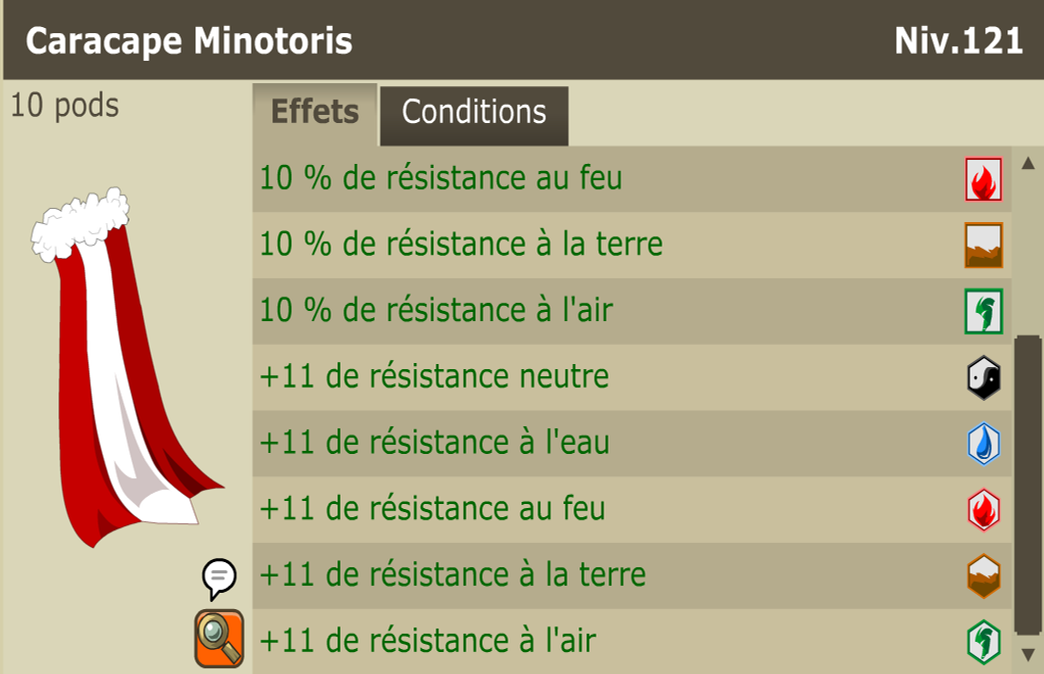 Caracape Minotoris
Niv.121
10 pods
Effets
Conditions
10 % de résistance au feu
10 % de résistance à la terre
10 % de résistance à l'air
+11 de résistance neutre
+11 de résistance à l'eau
+11 de résistance au feu
+11 de résistance à la terre
+11 de résistance à l'air